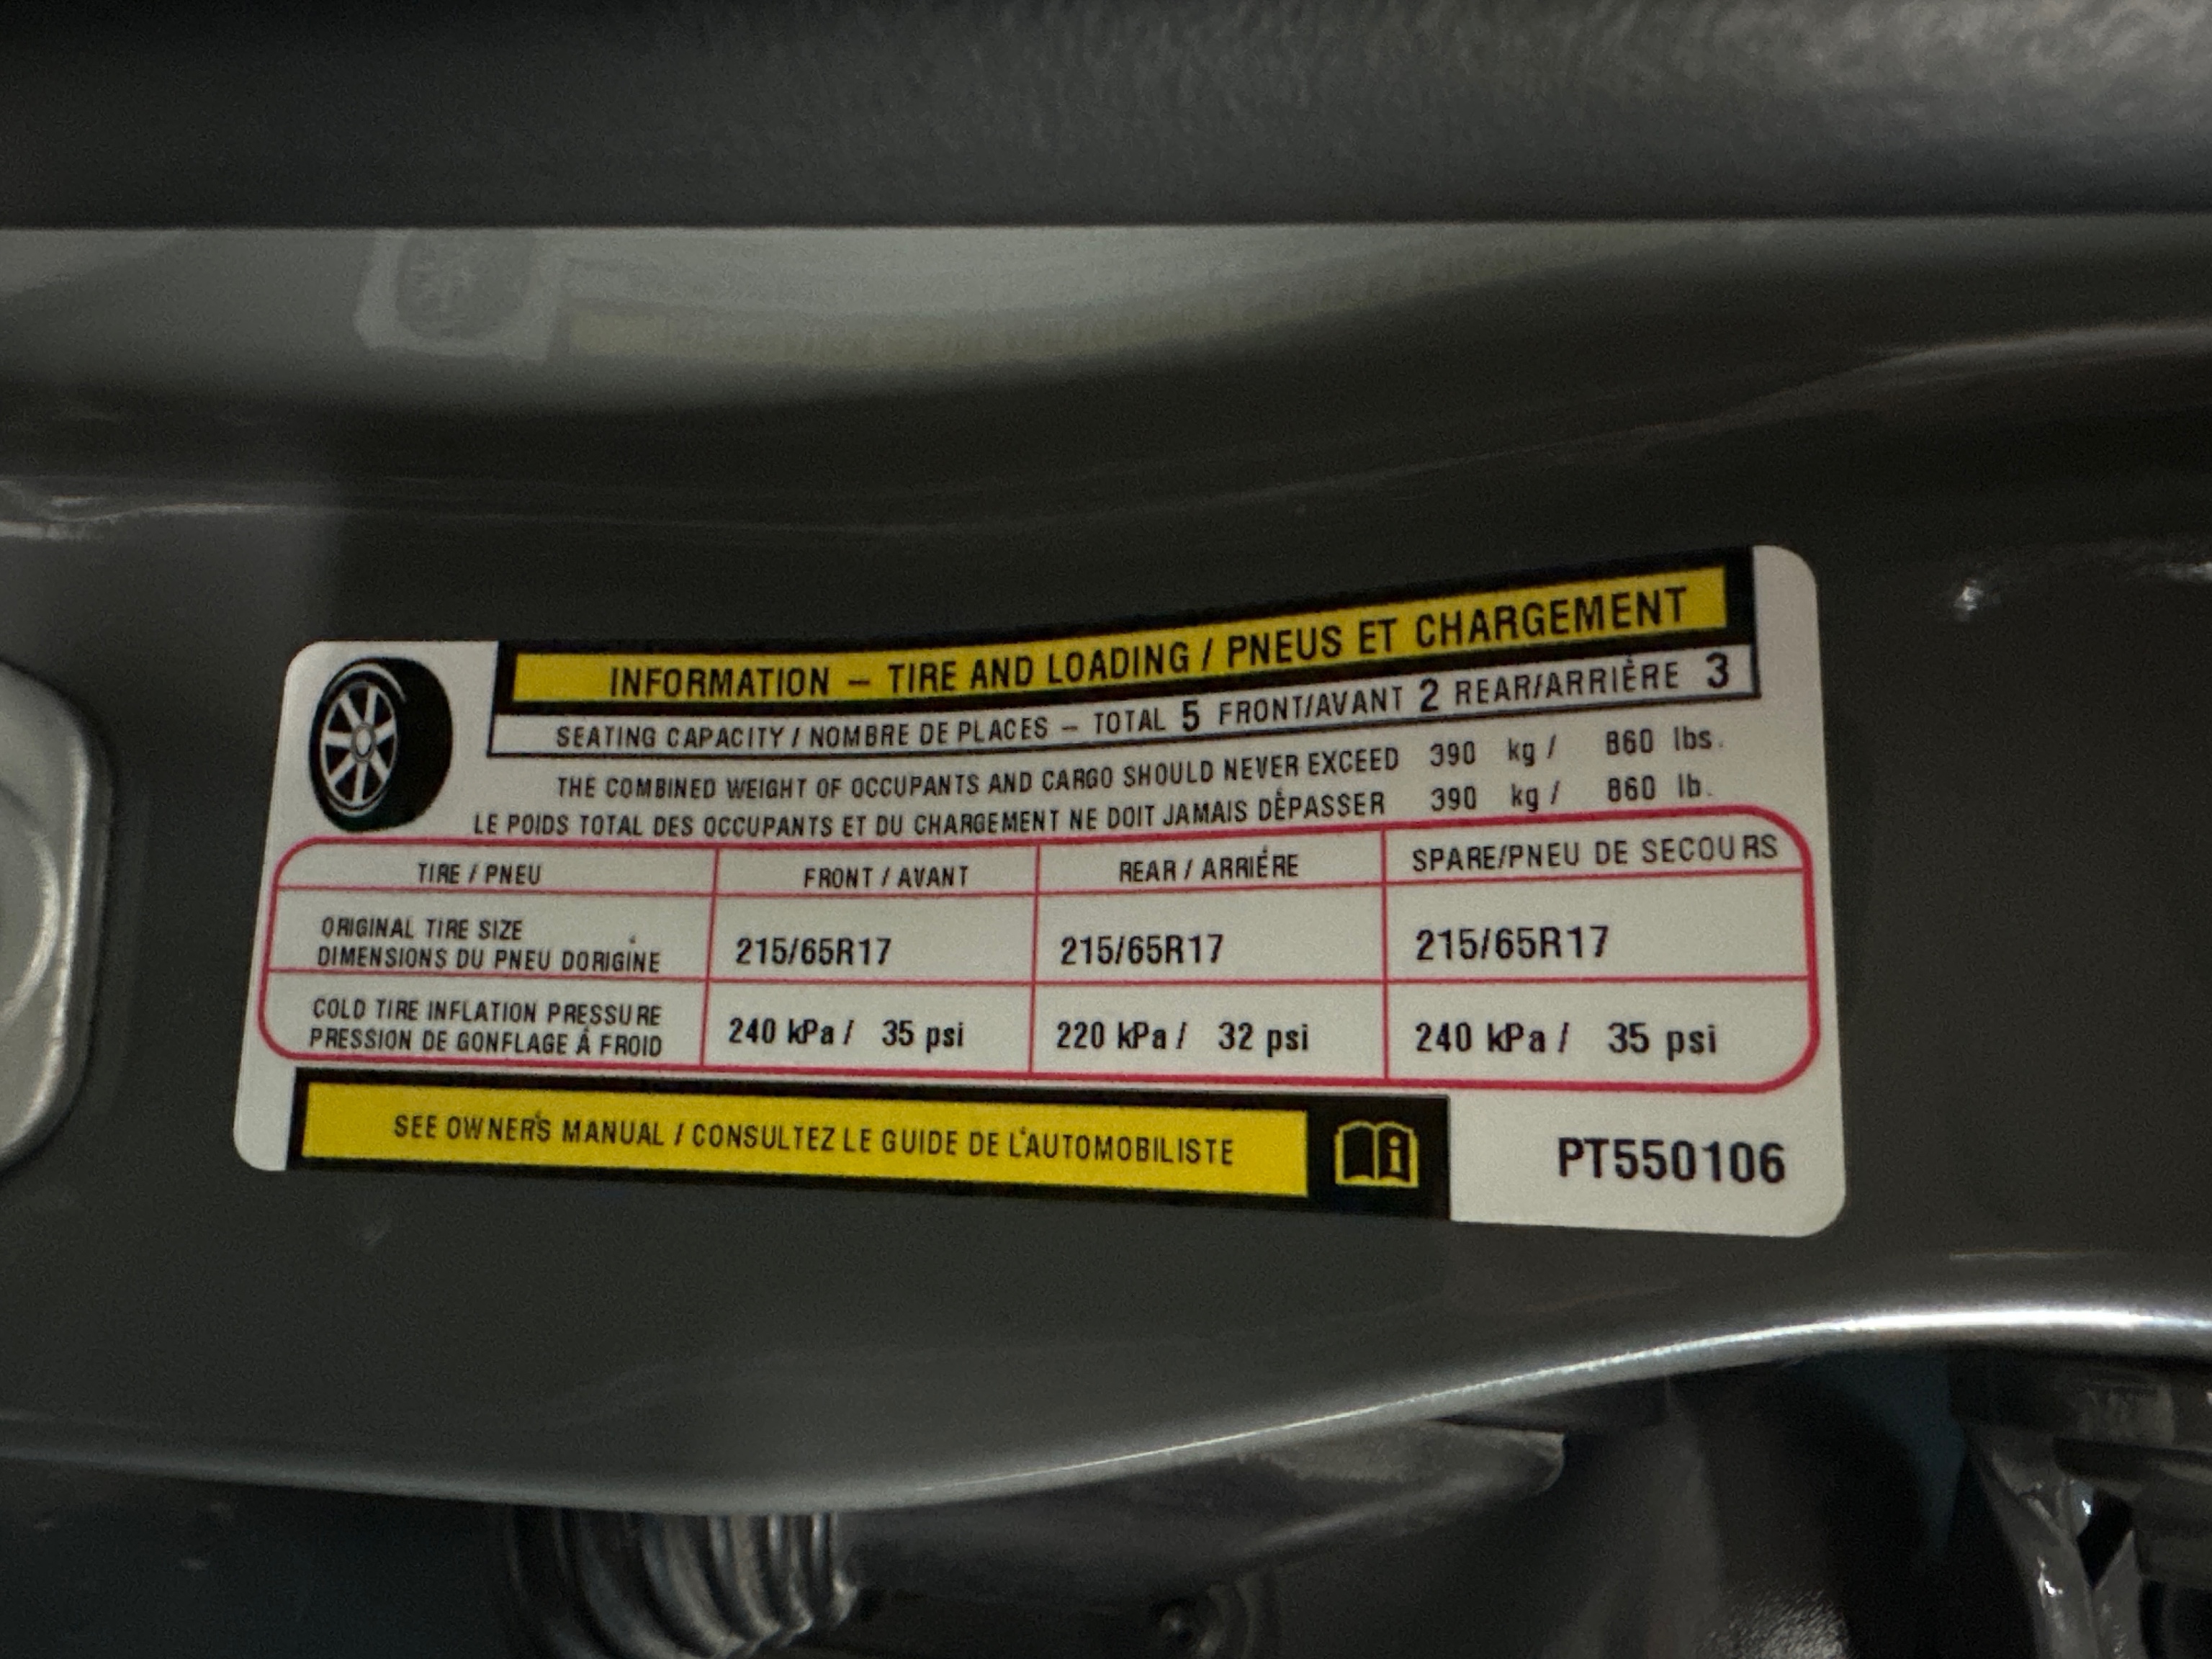 INFORMATION – TIRE AND LOADING / PNEUS ET CHARGEMENT
SEATING CAPACITY / NOMBRE DE PLACES – TOTAL 5 FRONT/AVANT 2 REAR/ARRIÈRE 3
THE COMBINED WEIGHT OF OCCUPANTS AND CARGO SHOULD NEVER EXCEED 390 kg / 860 lbs.
LE POIDS TOTAL DES OCCUPANTS ET DU CHARGEMENT NE DOIT JAMAIS DÉPASSER 390 kg / 860 lb.
TIRE / PNEU FRONT / AVANT REAR / ARRIÉRE SPARE/PNEU DE SECOURS
ORIGINAL TIRE SIZE
DIMENSIONS DU PNEU D'ORIGINE 215/65R17 215/65R17 215/65R17
COLD TIRE INFLATION PRESSURE
PRESSION DE GONFLAGE Á FROID 240 kPa / 35 psi 220 kPa / 32 psi 240 kPa / 35 psi
SEE OWNER'S MANUAL / CONSULTEZ LE GUIDE DE L'AUTOMOBILISTE
PT550106